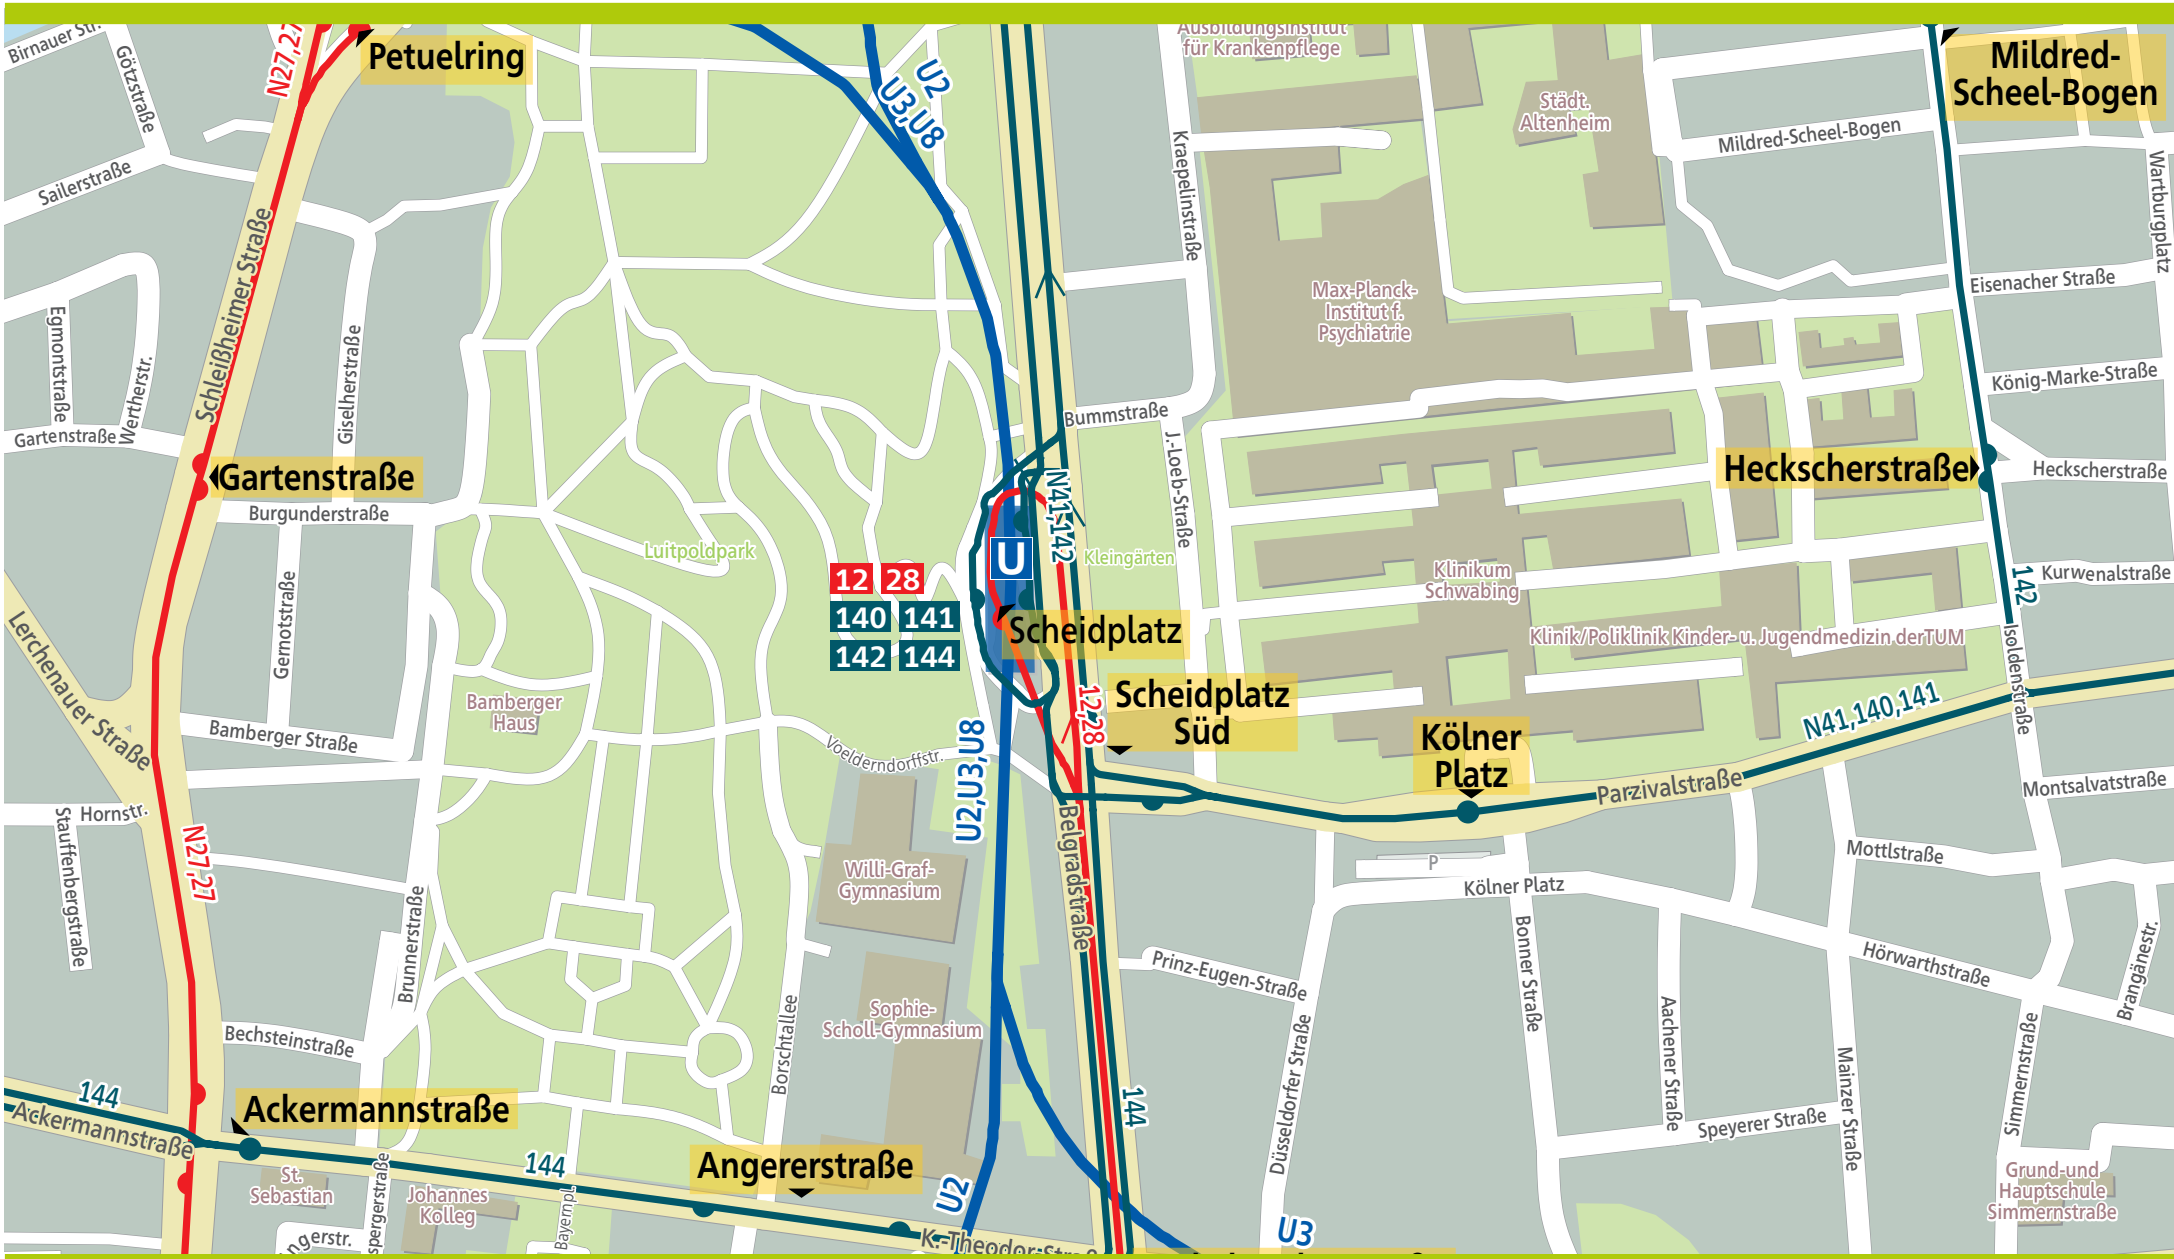 Birnauer Str.
Götzstraße
N27,27
Petuelring
U2
U3,U8
Ausbildungsinstitut
für Krankenpflege
Städt.
Altenheim
Mildred-
Scheel-Bogen
Mildred-Scheel-Bogen
Wartburgplatz
Kraepelinstraße
Sailerstraße
Schleißheimer Straße
Eisenacher Straße
Max-Planck-
Institut f.
Psychiatrie
Egmontstraße
Wertherstr.
Giselherstraße
König-Marke-Straße
Gartenstraße
Bummstraße
J.-Loeb-Straße
Gartenstraße
Heckscherstraße
Heckscherstraße
Burgunderstraße
N41,142
Luitpoldpark
U
Kleingärten
12 28
140 141
142 144
Scheidplatz
Klinikum
Schwabing
142
Kurwenalstraße
Gernotstraße
Lerchenauer Straße
Klinik/Poliklinik Kinder- u. Jugendmedizin derTUM
Isoldenstraße
Bamberger
Haus
12,28
Scheidplatz
Süd
Bamberger Straße
Voelderndorffstr.
U2,U3,U8
Kölner
Platz
N41,140,141
Parzivalstraße
Montsalvatstraße
Hornstr.
Stauffenbergstraße
N27,27
Belgradstraße
Willi-Graf-
Gymnasium
P
Kölner Platz
Mottlstraße
Brunnerstraße
Bonner Straße
Hörwarthstraße
Brangänestr.
Prinz-Eugen-Straße
Sophie-
Scholl-Gymnasium
Borschtallee
Bechsteinstraße
Düsseldorfer Straße
Aachener Straße
Mainzer Straße
Simmernstraße
144
Ackermannstraße
Ackermannstraße
144
Speyerer Straße
144
Angererstraße
St.
Sebastian
Johannes
Kolleg
Bayernpl.
U2
K.-Theodor-Straß
U3
Grund-und
Hauptschule
Simmernstraße
ngerstr.
spergerstraße